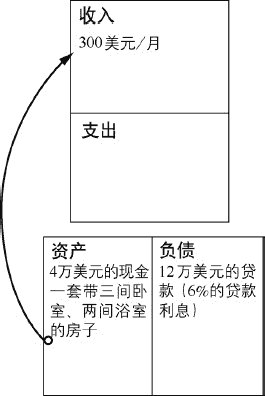 收入
300美元/月
支出
资产
4万美元的现金
一套带三间卧
室、两间浴室
的房子
负债
12万美元的贷
款(6%的贷款
利息)